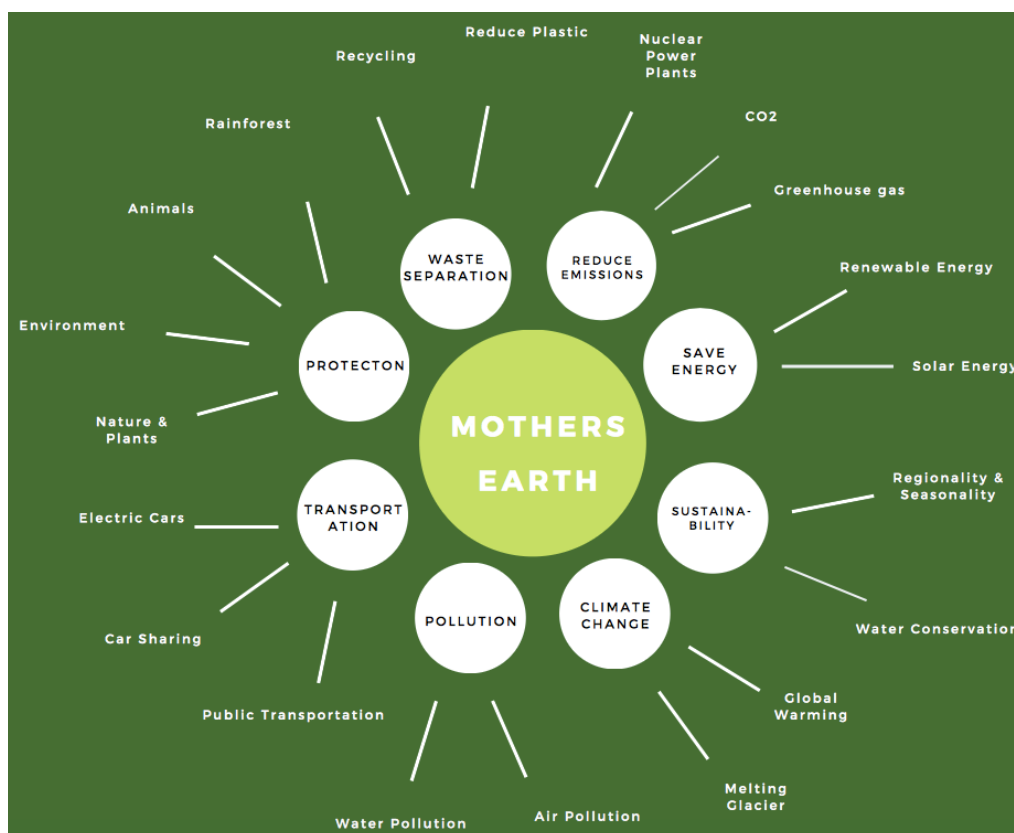 Reduce Plastic
Nuclear
Power
Plants
Recycling
CO2
Rainforest
Greenhouse gas
Animals
WASTE
SEPARATION
REDUCE
EMISSIONS
Renewable Energy
Environment
PROTECTON
SAVE
ENERGY
Solar Energy
MOTHERS
EARTH
Nature &
Plants
Regionality &
Seasonality
Electric Cars
TRANSPORT
ATION
SUSTAINA-
BILITY
POLLUTION
CLIMATE
CHANGE
Car Sharing
Water Conservation
Public Transportation
Global
Warming
Melting
Glacier
Water Pollution
Air Pollution